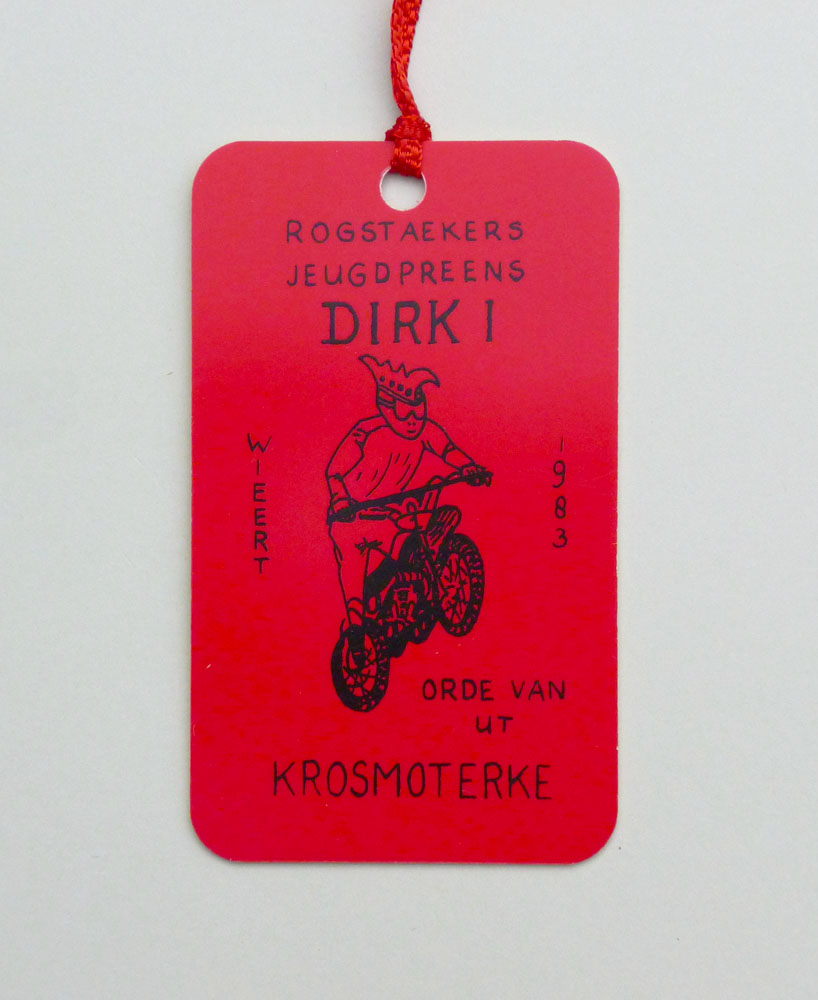 ROGSTAEKERS
JEUGDPREENS
DIRK I
WIEERT
1983
ORDE VAN
UT
KROSMOTERKE